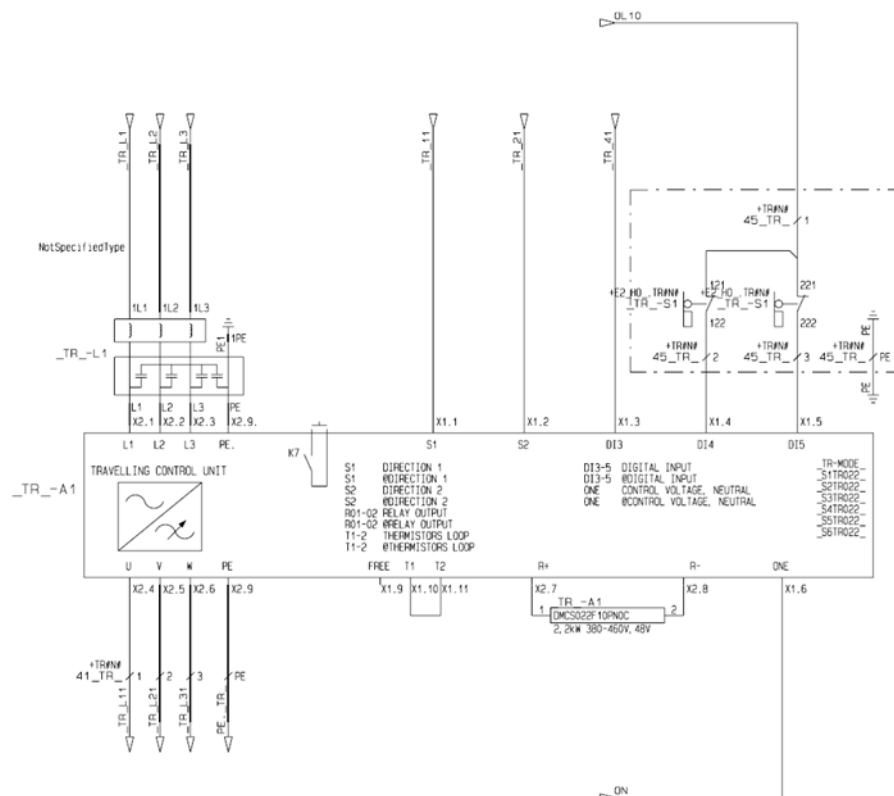 OL10
_TR_L1
_TR_L2
_TR_L3
_TR_11
_TR_21
_TR_41
+TR#N#
45_TR_ 1
NotSpecifiedType
1L1 1L2 1L3
PE1 1PE
_TR_-L1
+E2_HO_.TR#N# 121
_TR_-S1
122
+E2_HO_.TR#N# 221
_TR_-S1
222
+TR#N#
45_TR_ 2
+TR#N#
45_TR_ 3
+TR#N#
45_TR_ PE
PE
PE
L1 L2 L3 PE
X2.1 X2.2 X2.3 X2.9. X1.1 X1.2 X1.3 X1.4 X1.5
L1 L2 L3 PE. S1 S2 DI3 DI4 DI5
K7
_TR_-A1
TRAVELLING CONTROL UNIT
S1 DIRECTION 1
S1 @DIRECTION 1
S2 DIRECTION 2
S2 @DIRECTION 2
RO1-02 RELAY OUTPUT
RO1-02 @RELAY OUTPUT
T1-2 THERMISTORS LOOP
T1-2 @THERMISTORS LOOP
DI3-5 DIGITAL INPUT
DI3-5 @DIGITAL INPUT
ONE CONTROL VOLTAGE, NEUTRAL
ONE @CONTROL VOLTAGE, NEUTRAL
_TR-MODE_
_S1TR022_
_S2TR022_
_S3TR022_
_S4TR022_
_S5TR022_
_S6TR022_
U V W PE FREE T1 T2 R+ R- ONE
X2.4 X2.5 X2.6 X2.9 X1.9 X1.10 X1.11 X2.7 X2.8 X1.6
_TR_-A1
1 DMCS022F10PN0C 2
2,2kW 380-460V, 48V
+TR#N#
41_TR_ 1 2 3 PE
_TR_L11
_TR_L21
_TR_L31
PE._TR_
ON